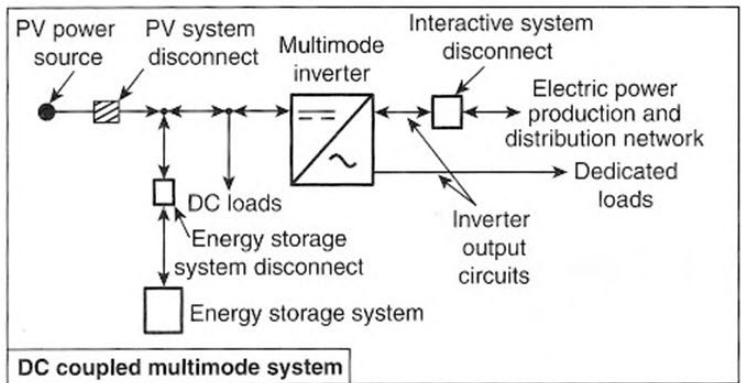 PV power
source
PV system
disconnect
Multimode
inverter
Interactive system
disconnect
Electric power
production and
distribution network
Dedicated
loads
DC loads
Inverter
output
circuits
Energy storage
system disconnect
Energy storage system
DC coupled multimode system